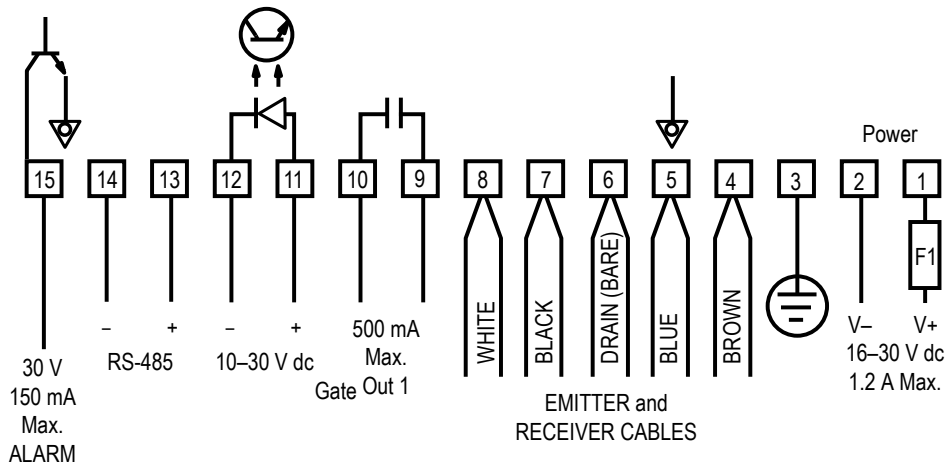 Power
15 14 13 12 11 10 9 8 7 6 5 4 3 2 1
F1
WHITE
BLACK
DRAIN (BARE)
BLUE
BROWN
30 V
150 mA
Max.
ALARM
– +
RS-485
– +
10–30 V dc
500 mA
Max.
Gate Out 1
EMITTER and
RECEIVER CABLES
V– V+
16–30 V dc
1.2 A Max.